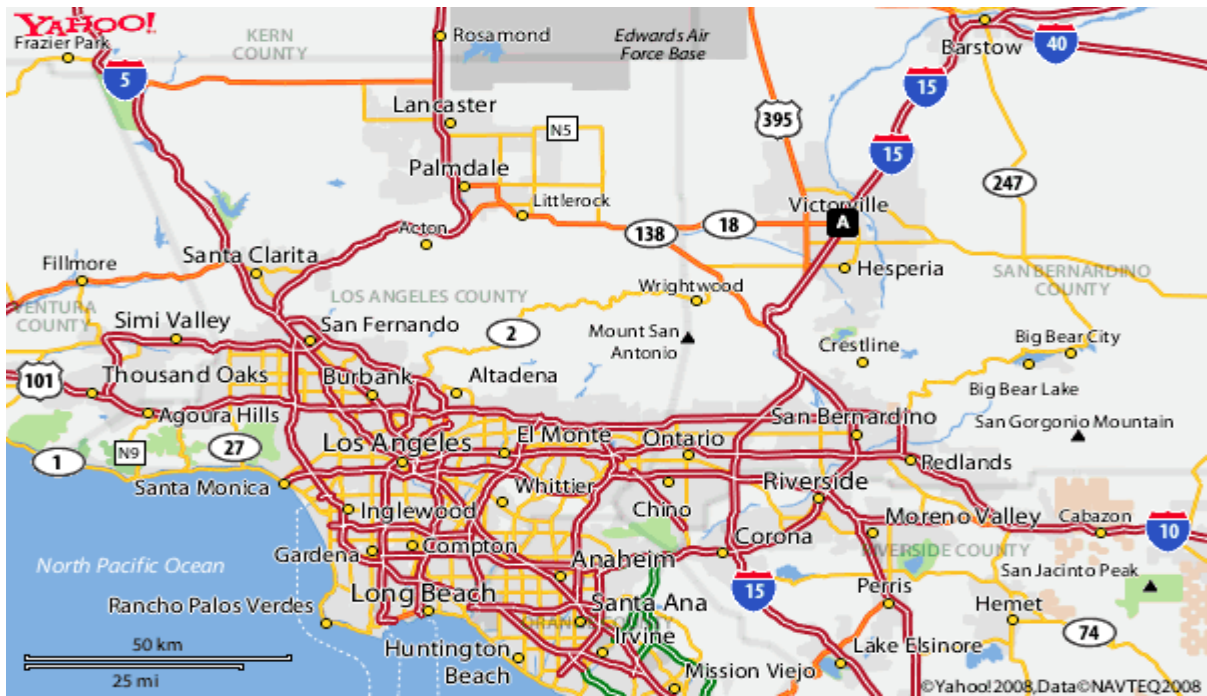 YAHOO!
Frazier Park
KERN
COUNTY
Rosamond
Edwards Air
Force Base
Barstow
40
5
15
395
Lancaster
N5
15
Palmdale
247
Littlerock
Victorville
A
138
18
Acton
Santa Clarita
Fillmore
Hesperia
SAN BERNARDINO
COUNTY
VENTURA
COUNTY
LOS ANGELES COUNTY
Wrightwood
Simi Valley
San Fernando
2
Mount San
Antonio
Crestline
Big Bear City
101
Thousand Oaks
Burbank
Altadena
Big Bear Lake
Agoura Hills
San Bernardino
San Gorgonio Mountain
1
N9
27
Los Angeles
El Monte
Ontario
Redlands
Santa Monica
Whittier
Riverside
Inglewood
Chino
Moreno Valley
Cabazon
10
Gardena
Compton
Anaheim
Corona
RIVERSIDE COUNTY
North Pacific Ocean
San Jacinto Peak
Rancho Palos Verdes
Long Beach
Santa Ana
15
Perris
Hemet
ORANGE COUNTY
74
50 km
Huntington
Beach
Irvine
Lake Elsinore
25 mi
Mission Viejo
©Yahoo!2008,Data©NAVTEQ2008